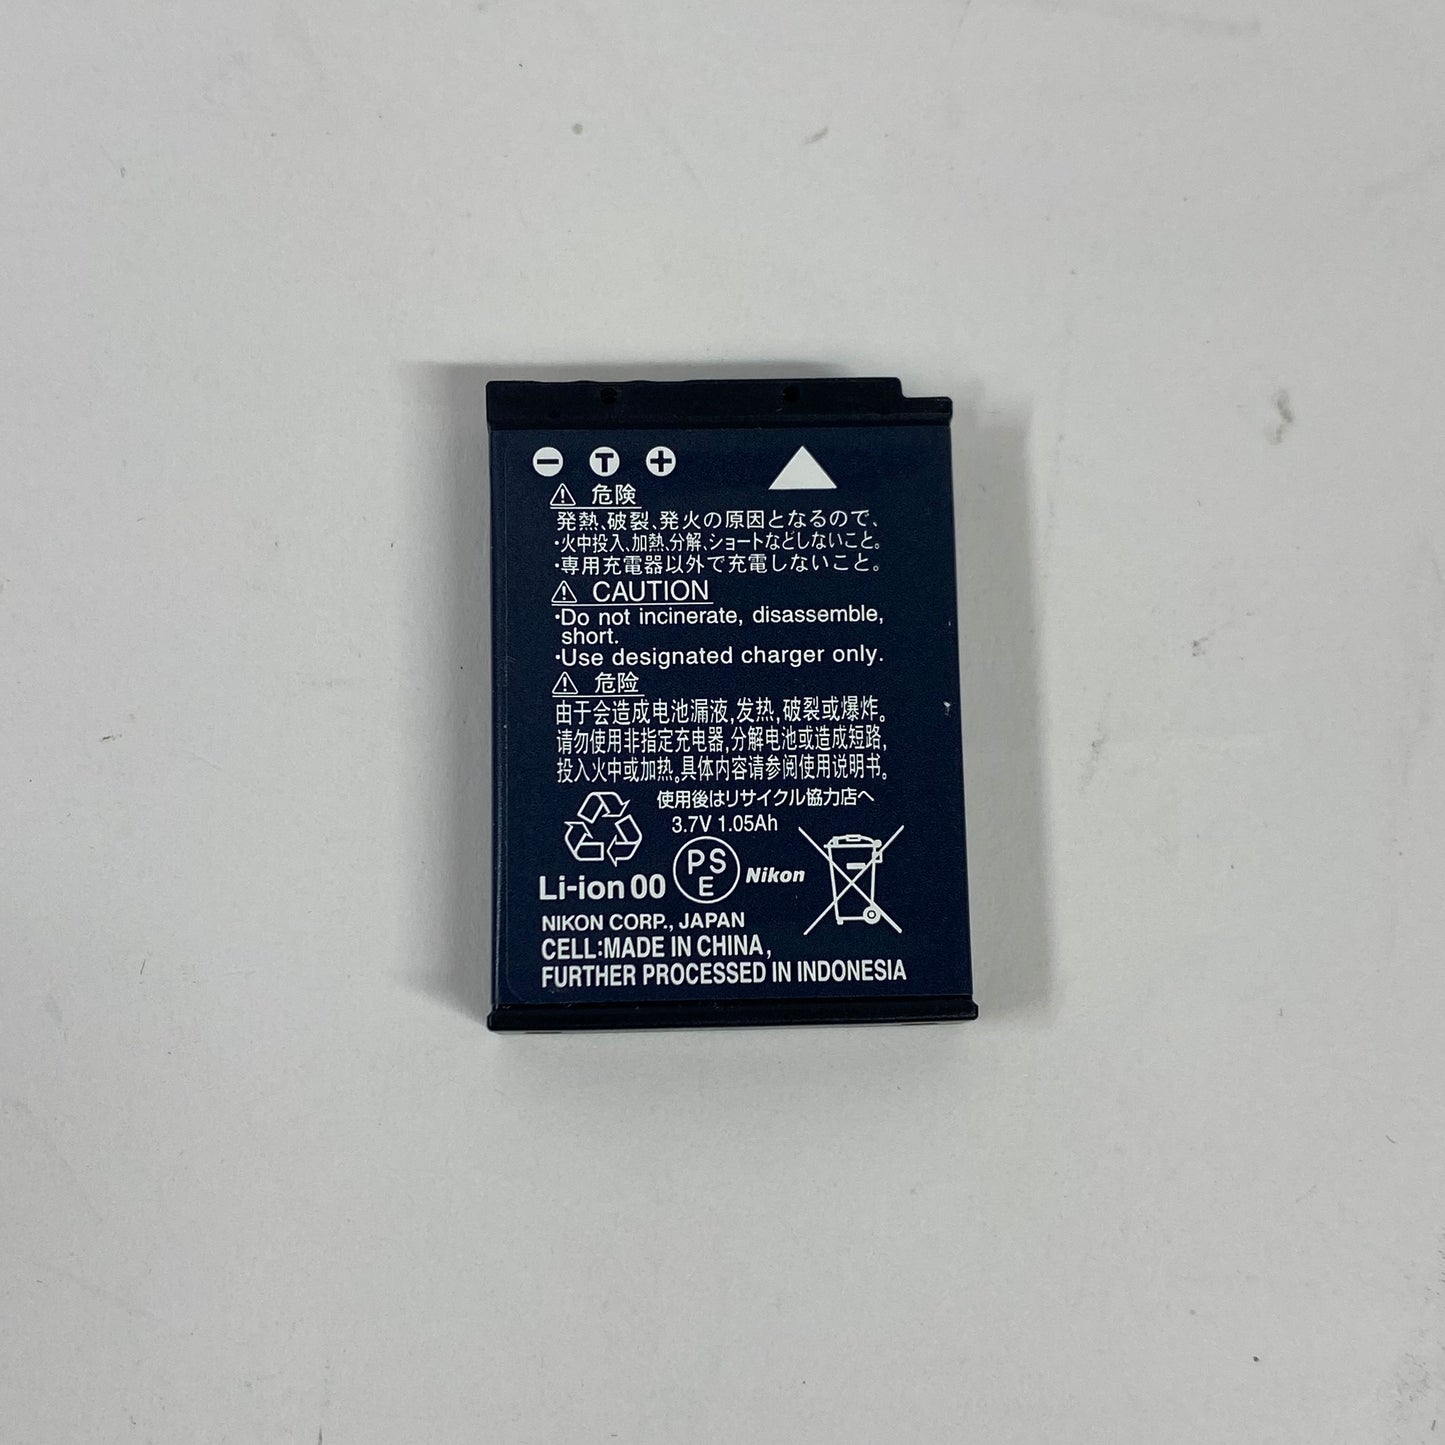 T
⚠ 危険
発熱、破裂、発火の原因となるので、
・火中投入、加熱、分解、ショートなどしないこと。
・専用充電器以外で充電しないこと。
⚠ CAUTION
・Do not incinerate, disassemble,
short.
・Use designated charger only.
⚠ 危险
由于会造成电池漏液,发热,破裂或爆炸。
请勿使用非指定充电器,分解电池或造成短路,
投入火中或加热。具体内容请参阅使用说明书。
使用後はリサイクル協力店へ
3.7V 1.05Ah
PS
E
Nikon
Li-ion 00
NIKON CORP., JAPAN
CELL:MADE IN CHINA,
FURTHER PROCESSED IN INDONESIA